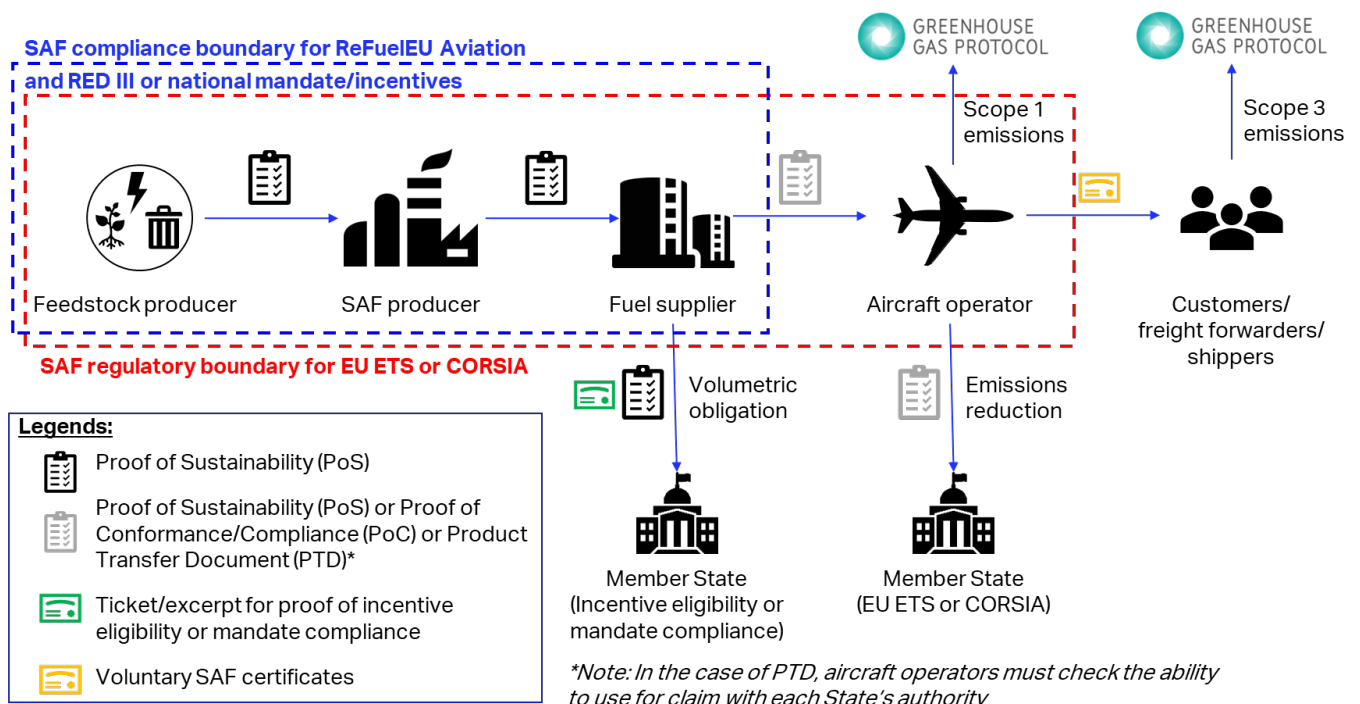 SAF compliance boundary for ReFuelEU Aviation
and RED III or national mandate/incentives
GREENHOUSE
GAS PROTOCOL
GREENHOUSE
GAS PROTOCOL
Scope 1
emissions
Scope 3
emissions
Feedstock producer
SAF producer
Fuel supplier
Aircraft operator
Customers/
freight forwarders/
shippers
SAF regulatory boundary for EU ETS or CORSIA
Volumetric
obligation
Emissions
reduction
Member State
(Incentive eligibility or
mandate compliance)
Member State
(EU ETS or CORSIA)
Legends:
Proof of Sustainability (PoS)
Proof of Sustainability (PoS) or Proof of
Conformance/Compliance (PoC) or Product
Transfer Document (PTD)*
Ticket/excerpt for proof of incentive
eligibility or mandate compliance
Voluntary SAF certificates
*Note: In the case of PTD, aircraft operators must check the ability
to use for claim with each State's authority